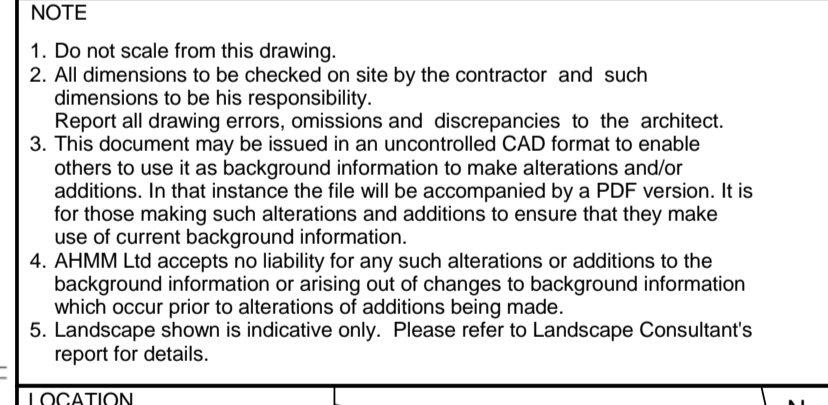 NOTE
1. Do not scale from this drawing.
2. All dimensions to be checked on site by the contractor and such
dimensions to be his responsibility.
Report all drawing errors, omissions and discrepancies to the architect.
3. This document may be issued in an uncontrolled CAD format to enable
others to use it as background information to make alterations and/or
additions. In that instance the file will be accompanied by a PDF version. It is
for those making such alterations and additions to ensure that they make
use of current background information.
4. AHMM Ltd accepts no liability for any such alterations or additions to the
background information or arising out of changes to background information
which occur prior to alterations of additions being made.
5. Landscape shown is indicative only. Please refer to Landscape Consultant's
report for details.
LOCATION